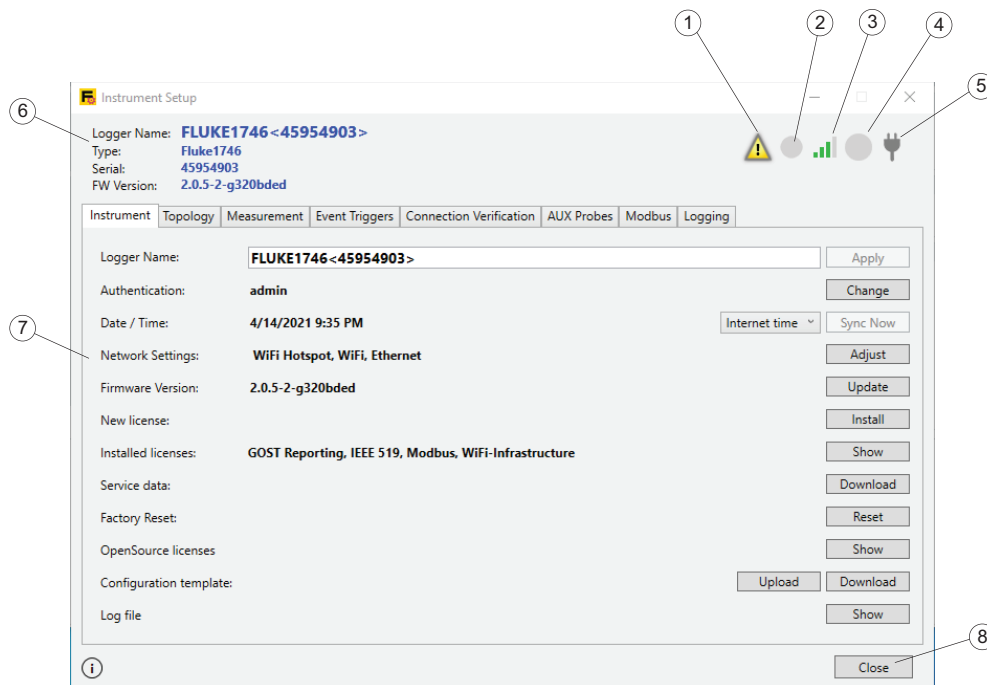 1
2
3
4
5
6
7
8
Instrument Setup
Logger Name: FLUKE1746<45954903>
Type: Fluke1746
Serial: 45954903
FW Version: 2.0.5-2-g320bded
Instrument Topology Measurement Event Triggers Connection Verification AUX Probes Modbus Logging
Logger Name: FLUKE1746<45954903> Apply
Authentication: admin Change
Date / Time: 4/14/2021 9:35 PM Internet time Sync Now
Network Settings: WiFi Hotspot, WiFi, Ethernet Adjust
Firmware Version: 2.0.5-2-g320bded Update
New license: Install
Installed licenses: GOST Reporting, IEEE 519, Modbus, WiFi-Infrastructure Show
Service data: Download
Factory Reset: Reset
OpenSource licenses Show
Configuration template: Upload Download
Log file Show
Close